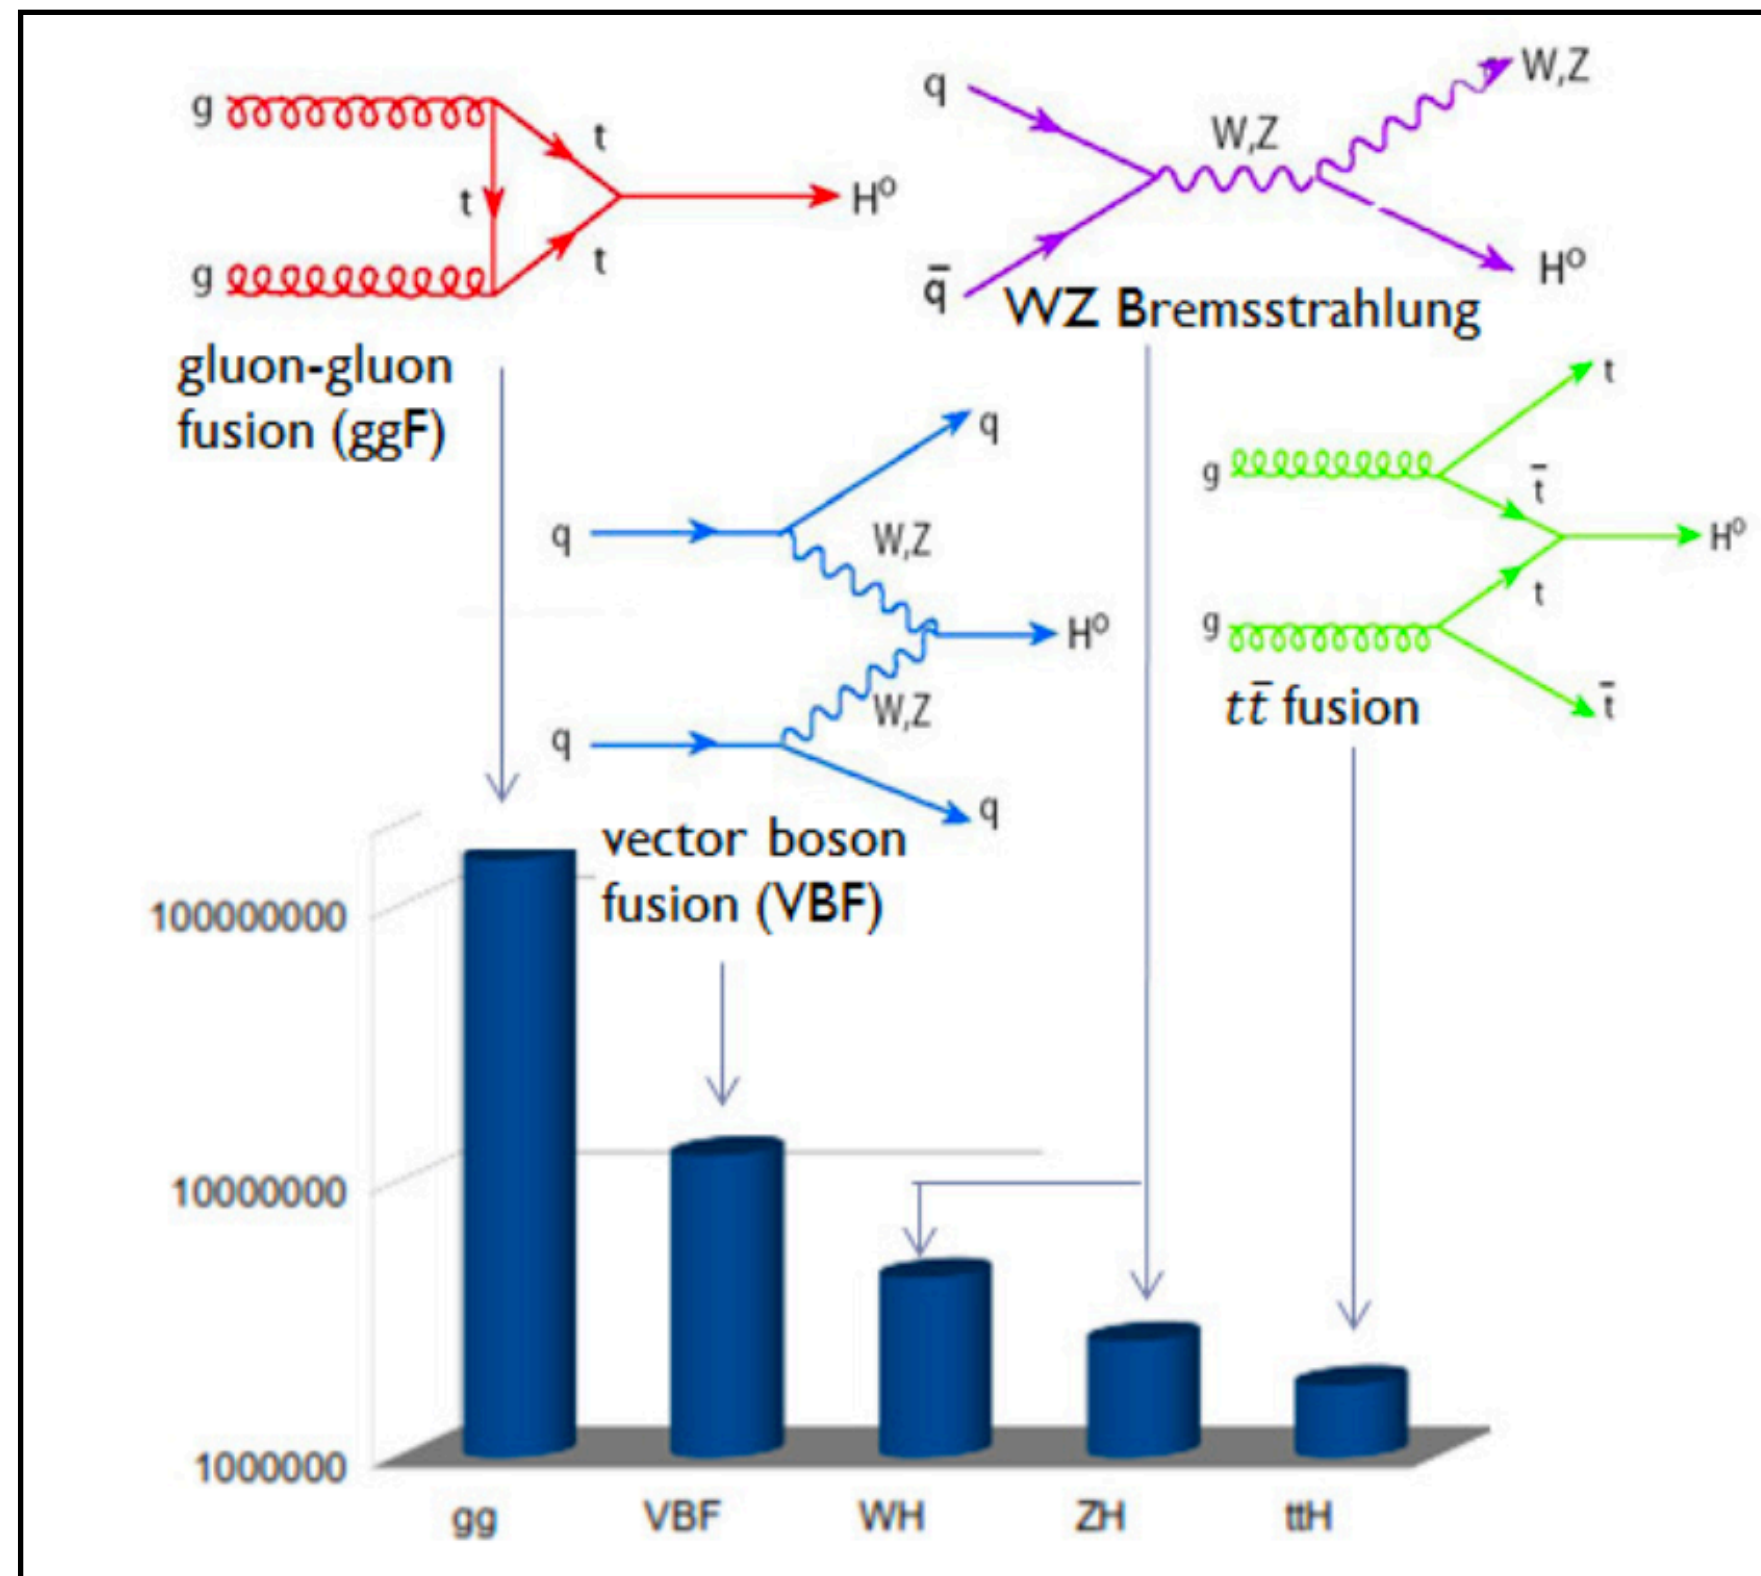 g
t
t
H⁰
g
t
gluon-gluon
fusion (ggF)
q
W,Z
W,Z
q̄
H⁰
WZ Bremsstrahlung
q
q
W,Z
H⁰
W,Z
q
q
vector boson
fusion (VBF)
t
g
t̄
H⁰
t
g
t̄
tt̄ fusion
100000000
10000000
1000000
gg VBF WH ZH ttH